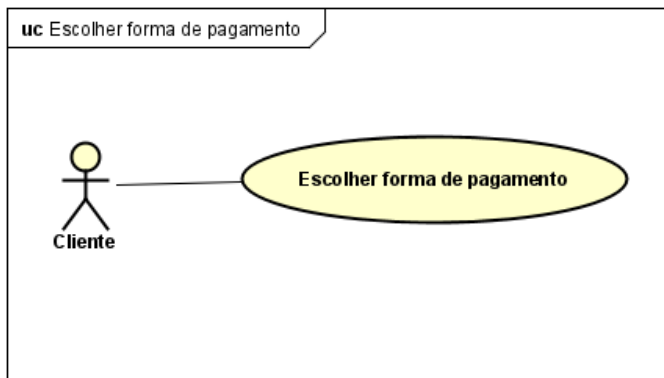 uc Escolher forma de pagamento
Escolher forma de pagamento
Cliente